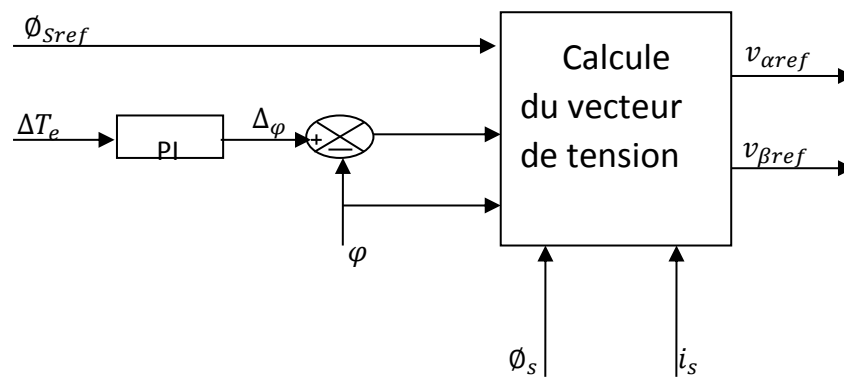 ∅Sref
Calcule
du vecteur
de tension
vαref
ΔTe
PI
Δφ
+
−
vβref
φ
∅s
is